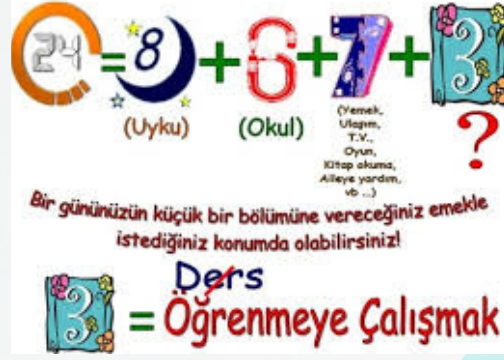 24=8+6+7+3
(Uyku) (Okul) (Yemek,
Ulaşım,
T.V.,
Oyun,
Kitap okuma,
Aileye yardım,
vb ...)
?
Bir gününüzün küçük bir bölümüne vereceğiniz emekle
istediğiniz konumda olabilirsiniz!
Ders
3 = Öğrenmeye Çalışmak